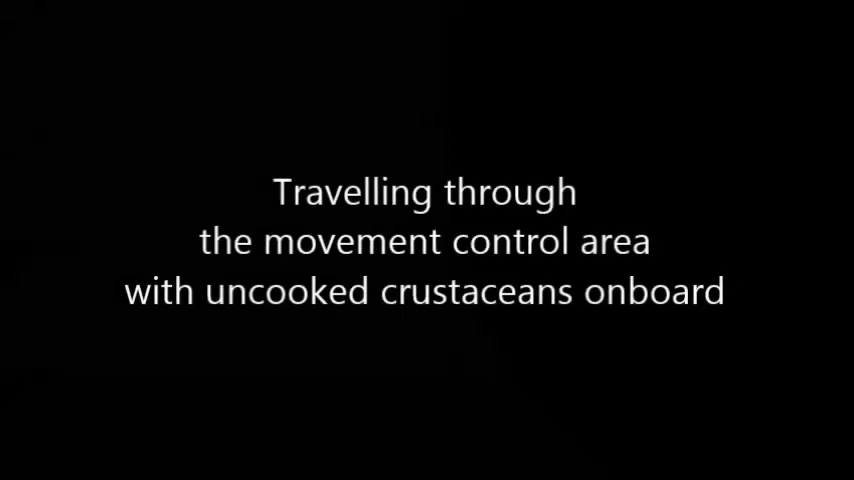 Travelling through
the movement control area
with uncooked crustaceans onboard